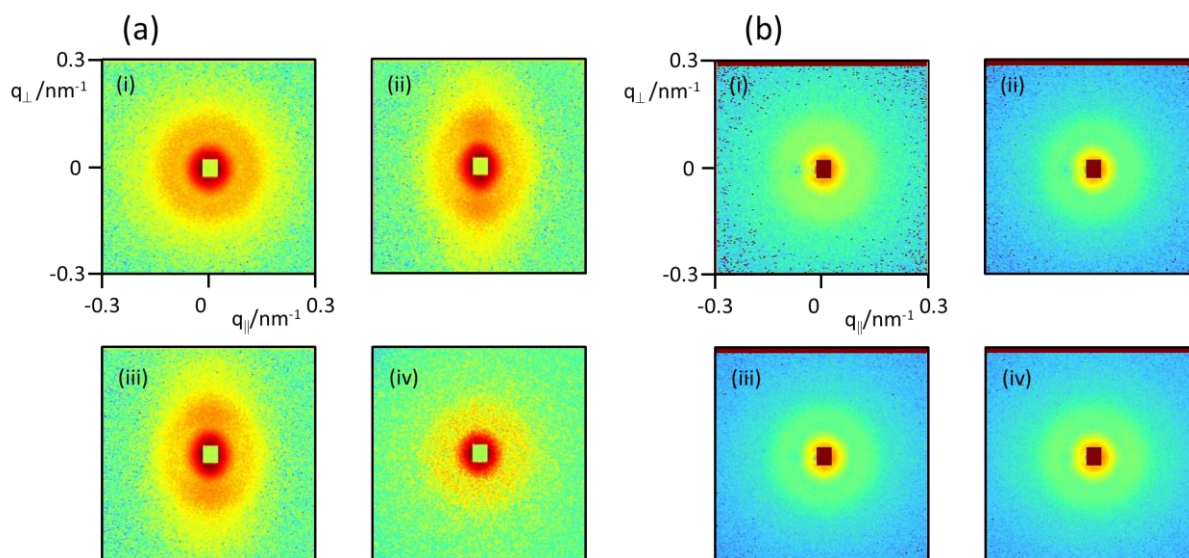 (a)
(b)
0.3
q⊥/nm⁻¹
(i)
(ii)
0
-0.3
-0.3
0
0.3
q||/nm⁻¹
(iii)
(iv)
0.3
q⊥/nm⁻¹
(i)
(ii)
0
-0.3
-0.3
0
0.3
q||/nm⁻¹
(iii)
(iv)